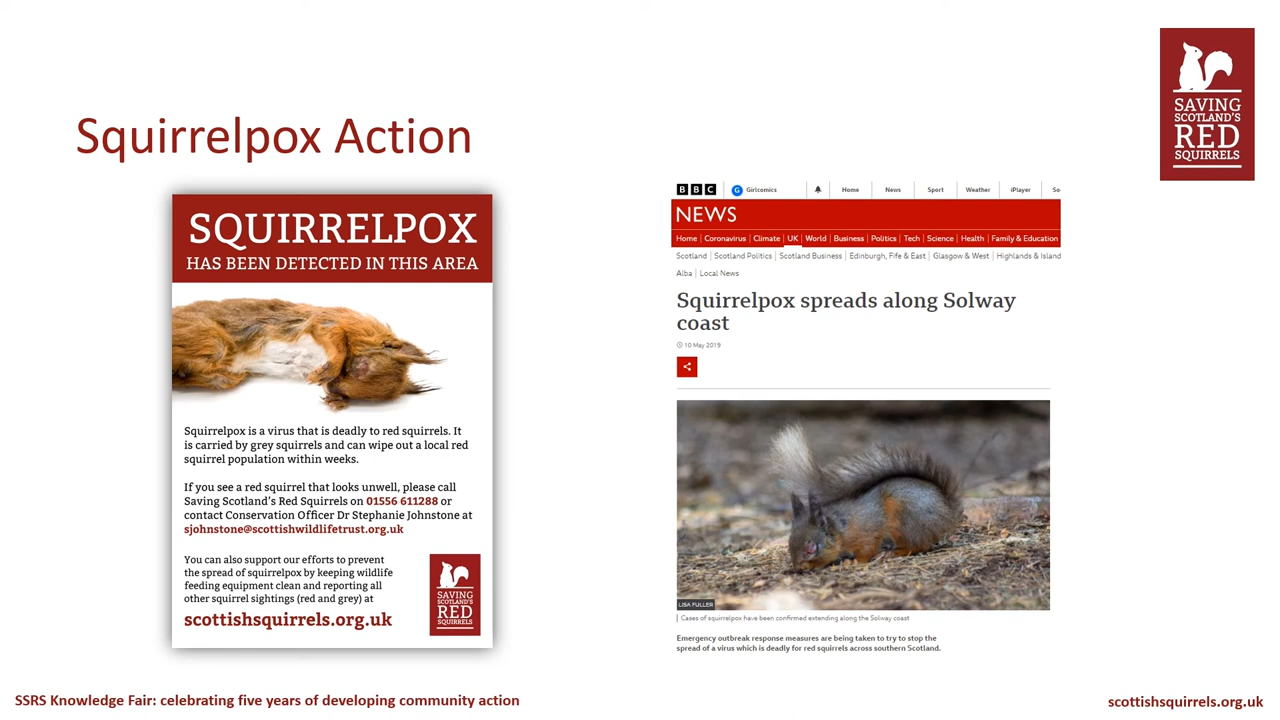 SAVING
SCOTLAND'S
RED
SQUIRRELS
Squirrelpox Action
SQUIRRELPOX
HAS BEEN DETECTED IN THIS AREA
Squirrelpox is a virus that is deadly to red squirrels. It
is carried by grey squirrels and can wipe out a local red
squirrel population within weeks.
If you see a red squirrel that looks unwell, please call
Saving Scotland's Red Squirrels on 01556 611288 or
contact Conservation Officer Dr Stephanie Johnstone at
sjohnstone@scottishwildlifetrust.org.uk
You can also support our efforts to prevent
the spread of squirrelpox by keeping wildlife
feeding equipment clean and reporting all
other squirrel sightings (red and grey) at
scottishsquirrels.org.uk
SAVING
SCOTLAND'S
RED
SQUIRRELS
BBC G Girlcomics Home News Sport Weather iPlayer So
NEWS
Home Coronavirus Climate UK World Business Politics Tech Science Health Family & Education
Scotland Scotland Politics Scotland Business Edinburgh, Fife & East Glasgow & West Highlands & Island
Alba Local News
Squirrelpox spreads along Solway
coast
10 May 2019
LISA FULLER
Cases of squirrelpox have been confirmed extending along the Solway coast
Emergency outbreak response measures are being taken to try to stop the
spread of a virus which is deadly for red squirrels across southern Scotland.
SSRS Knowledge Fair: celebrating five years of developing community action
scottishsquirrels.org.uk